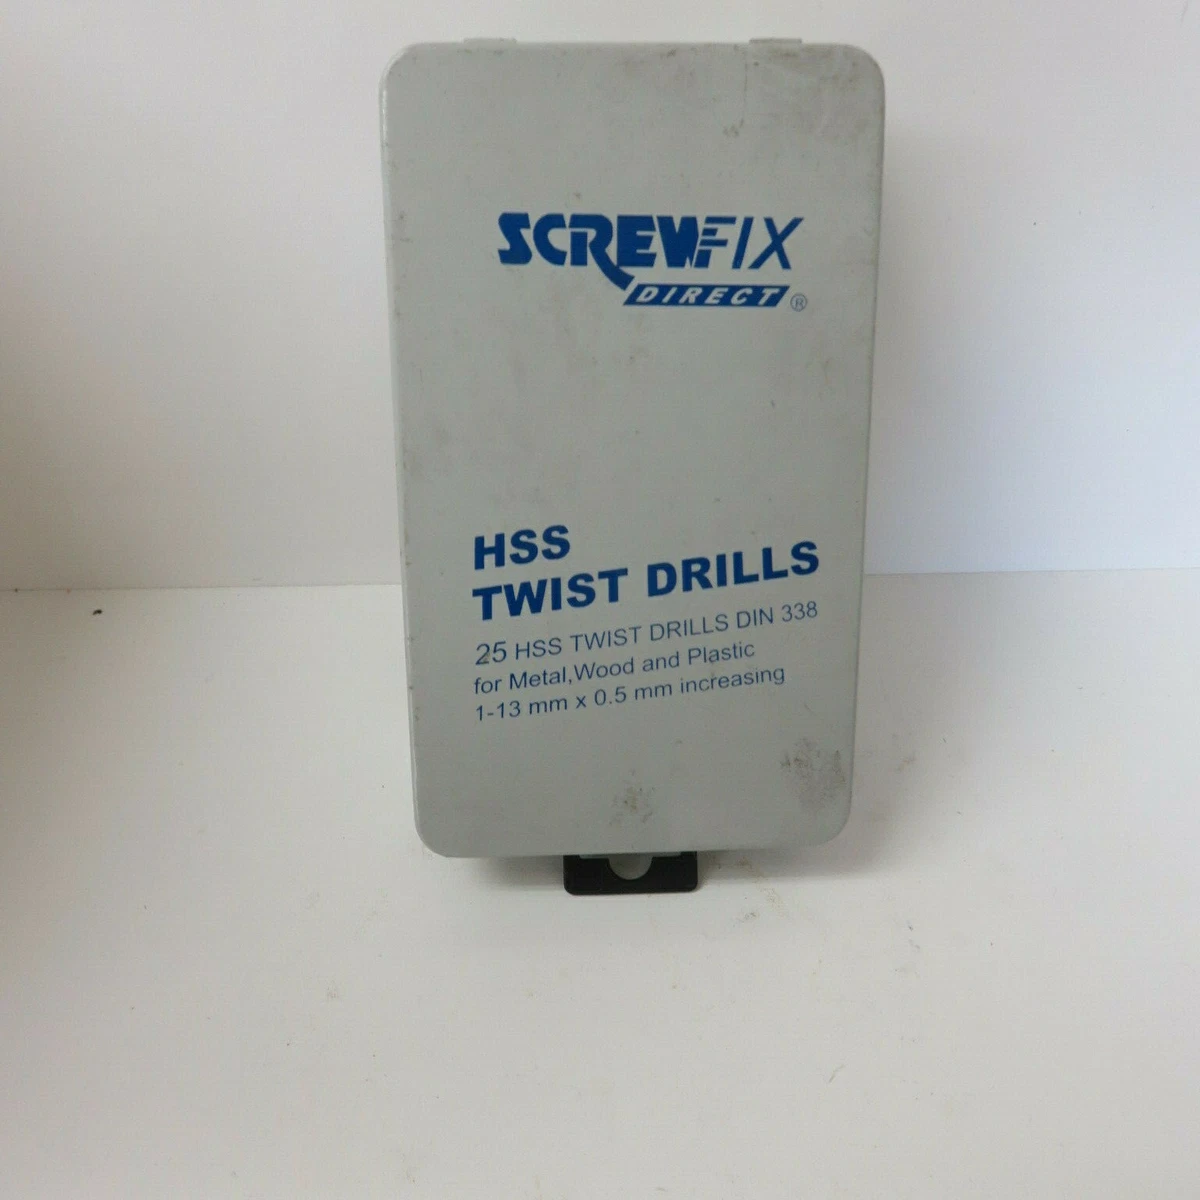 SCREWFIX
DIRECT ®
HSS
TWIST DRILLS
25 HSS TWIST DRILLS DIN 338
for Metal,Wood and Plastic
1-13 mm x 0.5 mm increasing